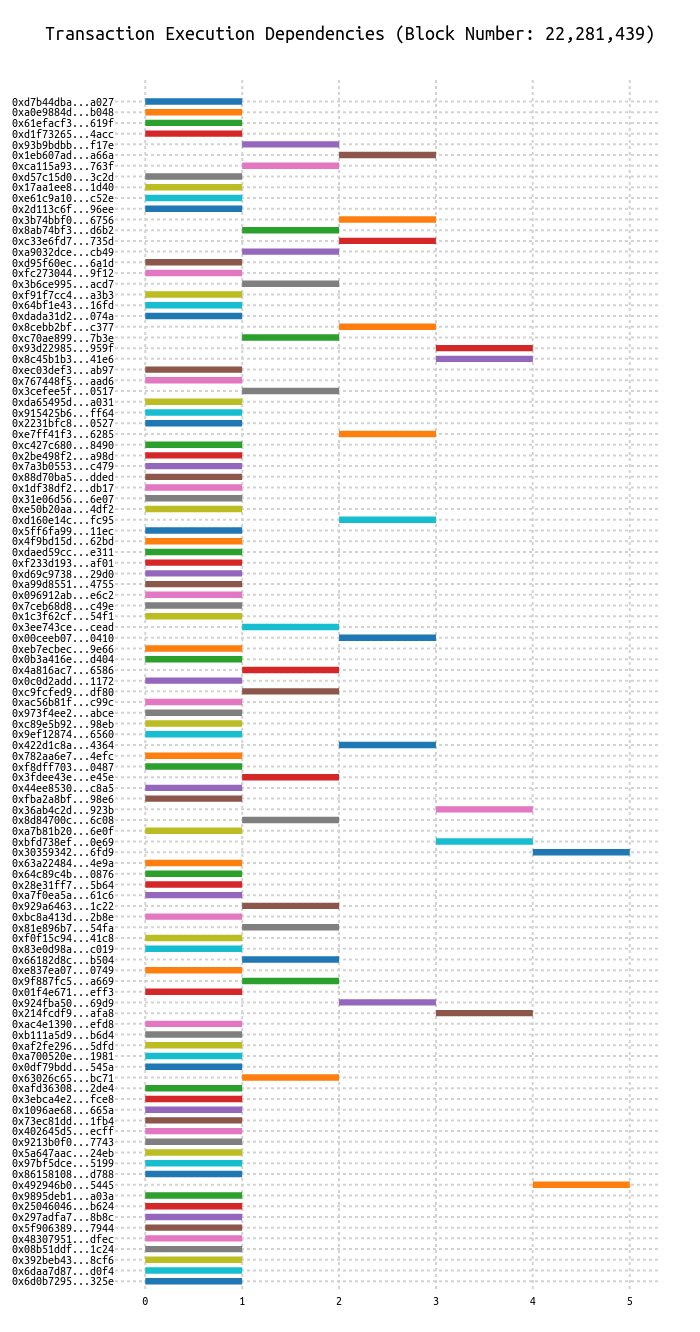 Transaction Execution Dependencies (Block Number: 22,281,439)
0xd7b44dba...a027
0xa0e9884d...b048
0x61efacf3...619f
0xd1f73265...4acc
0x93b9bdbb...f17e
0x1eb607ad...a66a
0xca115a93...763f
0xd57c15d0...3c2d
0x17aa1ee8...1d40
0xe61c9a10...c52e
0x2d113c6f...96ee
0x3b74bbf0...6756
0x8ab74bf3...d6b2
0xc33e6fd7...735d
0xa9032dce...cb49
0xd95f60ec...6a1d
0xfc273044...9f12
0x3b6ce995...acd7
0xf91f7cc4...a3b3
0x64bf1e43...16fd
0xdada31d2...074a
0x8cebb2bf...c377
0xc70ae899...7b3e
0x93d22985...959f
0x8c45b1b3...41e6
0xec03def3...ab97
0x767448f5...aad6
0x3cefee5f...0517
0xda65495d...a031
0x915425b6...ff64
0x2231bfc8...0527
0xe7ff41f3...6285
0xc427c680...8490
0x2be498f2...a98d
0x7a3b0553...c479
0x88d70ba5...dded
0x1df38df2...db17
0x31e06d56...6e07
0xe50b20aa...4df2
0xd160e14c...fc95
0x5ff6fa99...11ec
0x4f9bd15d...62bd
0xdaed59cc...e311
0xf233d193...af01
0xd69c9738...29d0
0xa99d8551...4755
0x096912ab...e6c2
0x7ceb68d8...c49e
0x1c3f62cf...54f1
0x3ee743ce...cead
0x00ceeb07...0410
0xeb7ecbec...9e66
0x0b3a416e...d404
0x4a816ac7...6586
0x0c0d2add...1172
0xc9fcfed9...df80
0xac56b81f...c99c
0x973f4ee2...abce
0xc89e5b92...98eb
0x9ef12874...6560
0x422d1c8a...4364
0x782aa6e7...4efc
0xf8dff703...0487
0x3fdee43e...e45e
0x44ee8530...c8a5
0xfba2a8bf...98e6
0x36ab4c2d...923b
0x8d84700c...6c08
0xa7b81b20...6e0f
0xbfd738ef...0e69
0x30359342...6fd9
0x63a22484...4e9a
0x64c89c4b...0876
0x28e31ff7...5b64
0xa7f0ea5a...61c6
0x929a6463...1c22
0xbc8a413d...2b8e
0x81e896b7...54fa
0xf0f15c94...41c8
0x83e0d98a...c019
0x66182d8c...b504
0xe837ea07...0749
0x9f887fc5...a669
0x01f4e671...eff3
0x924fba50...69d9
0x214fcdf9...afa8
0xac4e1390...efd8
0xb111a5d9...b6d4
0xaf2fe296...5dfd
0xa700520e...1981
0x0df79bdd...545a
0x63026c65...bc71
0xafd36308...2de4
0x3ebca4e2...fce8
0x1096ae68...665a
0x73ec81dd...1fb4
0x402645d5...ecff
0x9213b0f0...7743
0x5a647aac...24eb
0x97bf5dce...5199
0x86158108...d788
0x492946b0...5445
0x9895deb1...a03a
0x25046046...b624
0x297adfa7...8b8c
0x5f906389...7944
0x48307951...dfec
0x08b51ddf...1c24
0x392beb43...8cf6
0x6daa7d87...d0f4
0x6d0b7295...325e
0 1 2 3 4 5